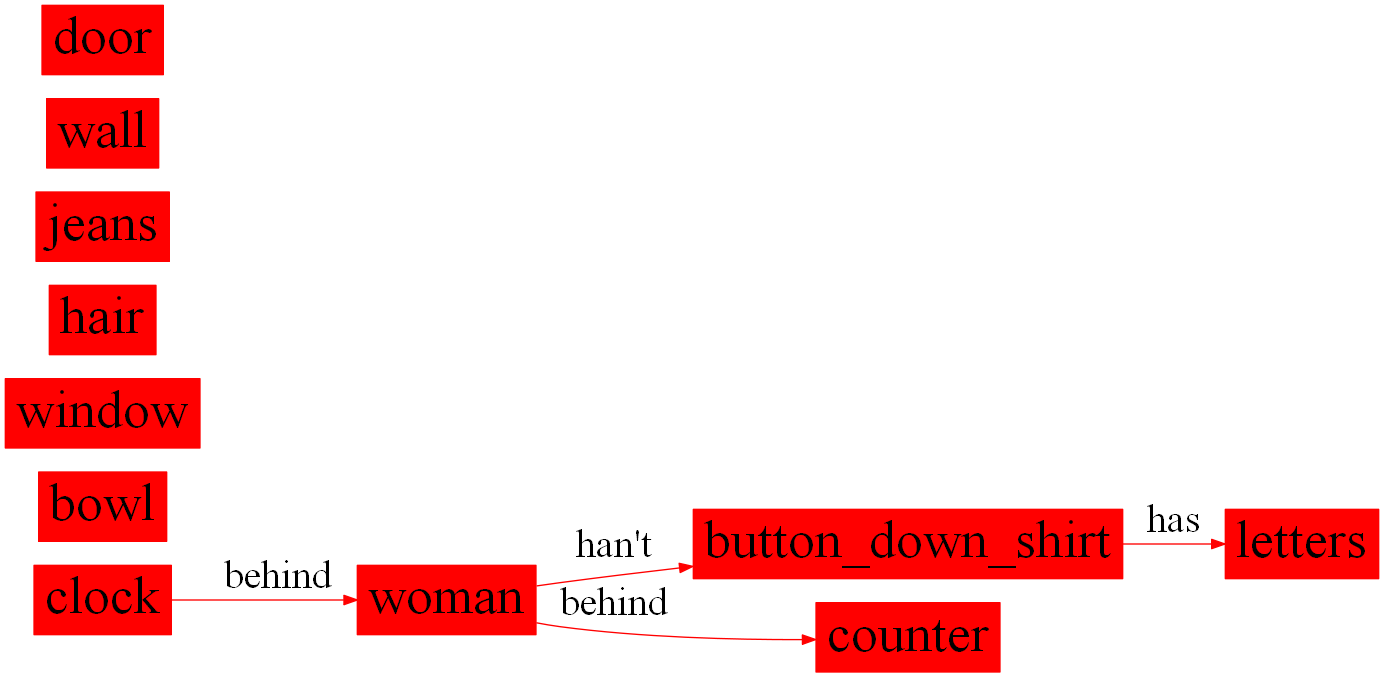 door
wall
jeans
hair
window
bowl
clock
behind
woman
han't
behind
button_down_shirt
has
letters
counter